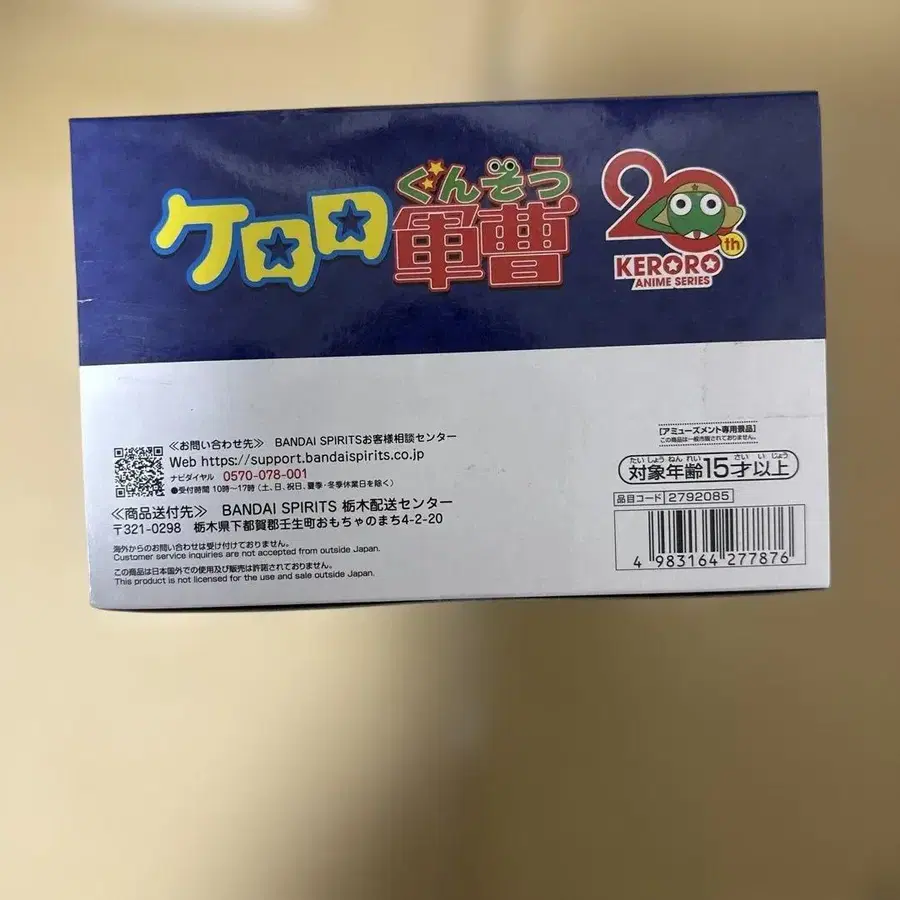 ケロロ
ぐんそう
軍曹
20th
KERORO
ANIME SERIES
≪お問い合わせ先≫ BANDAI SPIRITSお客様相談センター
Web https://support.bandaispirits.co.jp
ナビダイヤル 0570-078-001
●受付時間 10時~17時(土、日、祝日、夏季・冬季休業日を除く)
≪商品送付先≫ BANDAI SPIRITS 栃木配送センター
〒321-0298 栃木県下都賀郡壬生町おもちゃのまち4-2-20
海外からのお問い合わせは受け付けておりません。
Customer service inquiries are not accepted from outside Japan.
この商品は日本国外での使用及び販売は許諾されておりません。
This product is not licensed for the use and sale outside Japan.
[アミューズメント専用景品]
この商品は一般市販されておりません。
たいしょうねんれい さいいじょう
対象年齢15才以上
品目コード 2792085
4 983164 277876